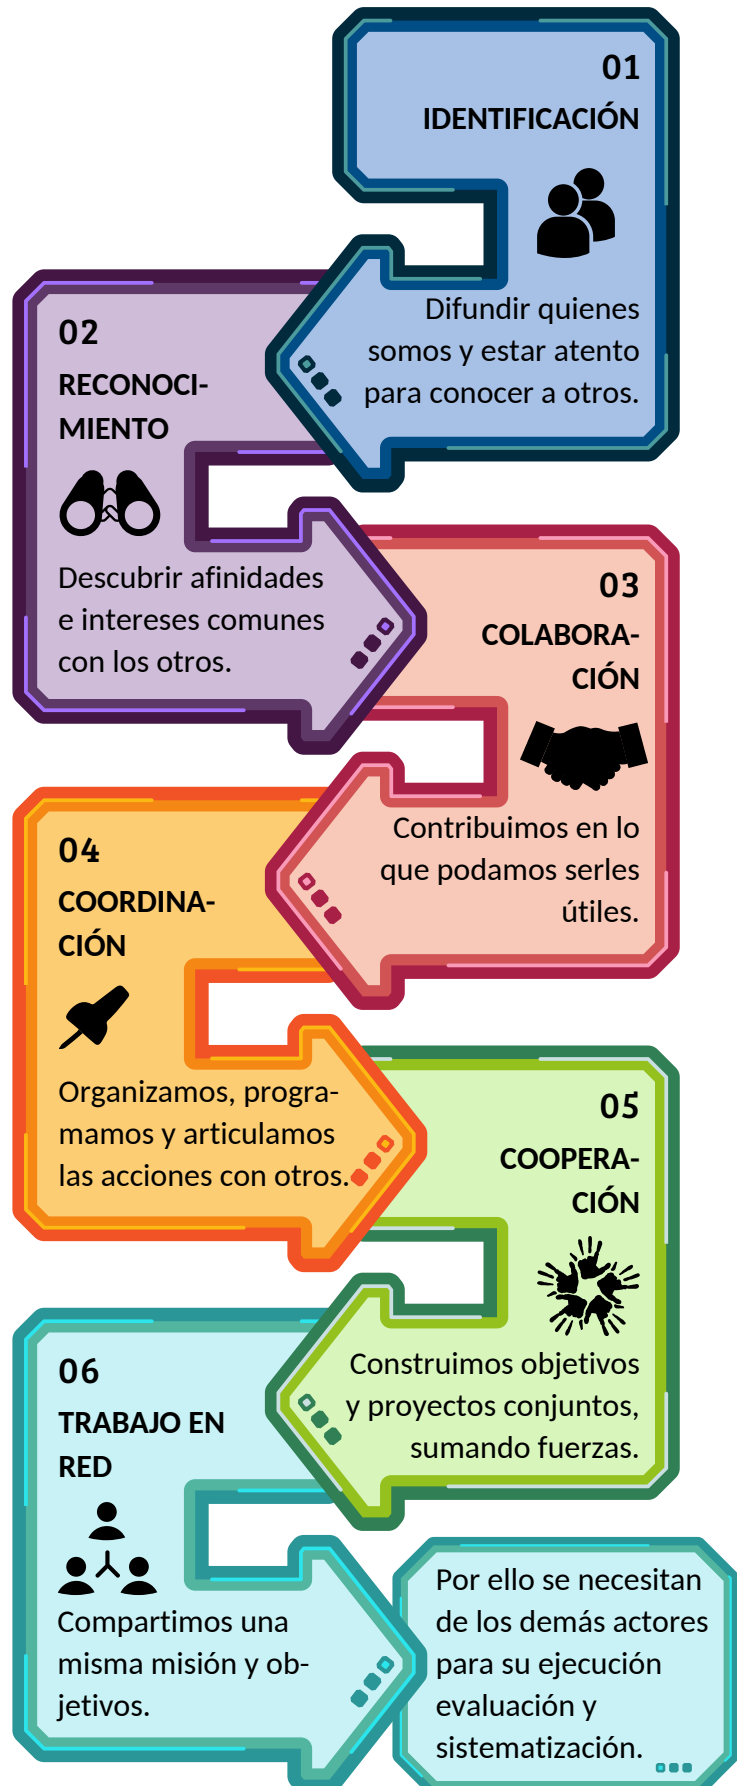 01
IDENTIFICACIÓN
Difundir quienes
somos y estar atento
para conocer a otros.
02
RECONOCI-
MIENTO
Descubrir afinidades
e intereses comunes
con los otros.
03
COLABORA-
CIÓN
Contribuimos en lo
que podamos serles
útiles.
04
COORDINA-
CIÓN
Organizamos, progra-
mamos y articulamos
las acciones con otros.
05
COOPERA-
CIÓN
Construimos objetivos
y proyectos conjuntos,
sumando fuerzas.
06
TRABAJO EN
RED
Compartimos una
misma misión y ob-
jetivos.
Por ello se necesitan
de los demás actores
para su ejecución
evaluación y
sistematización.